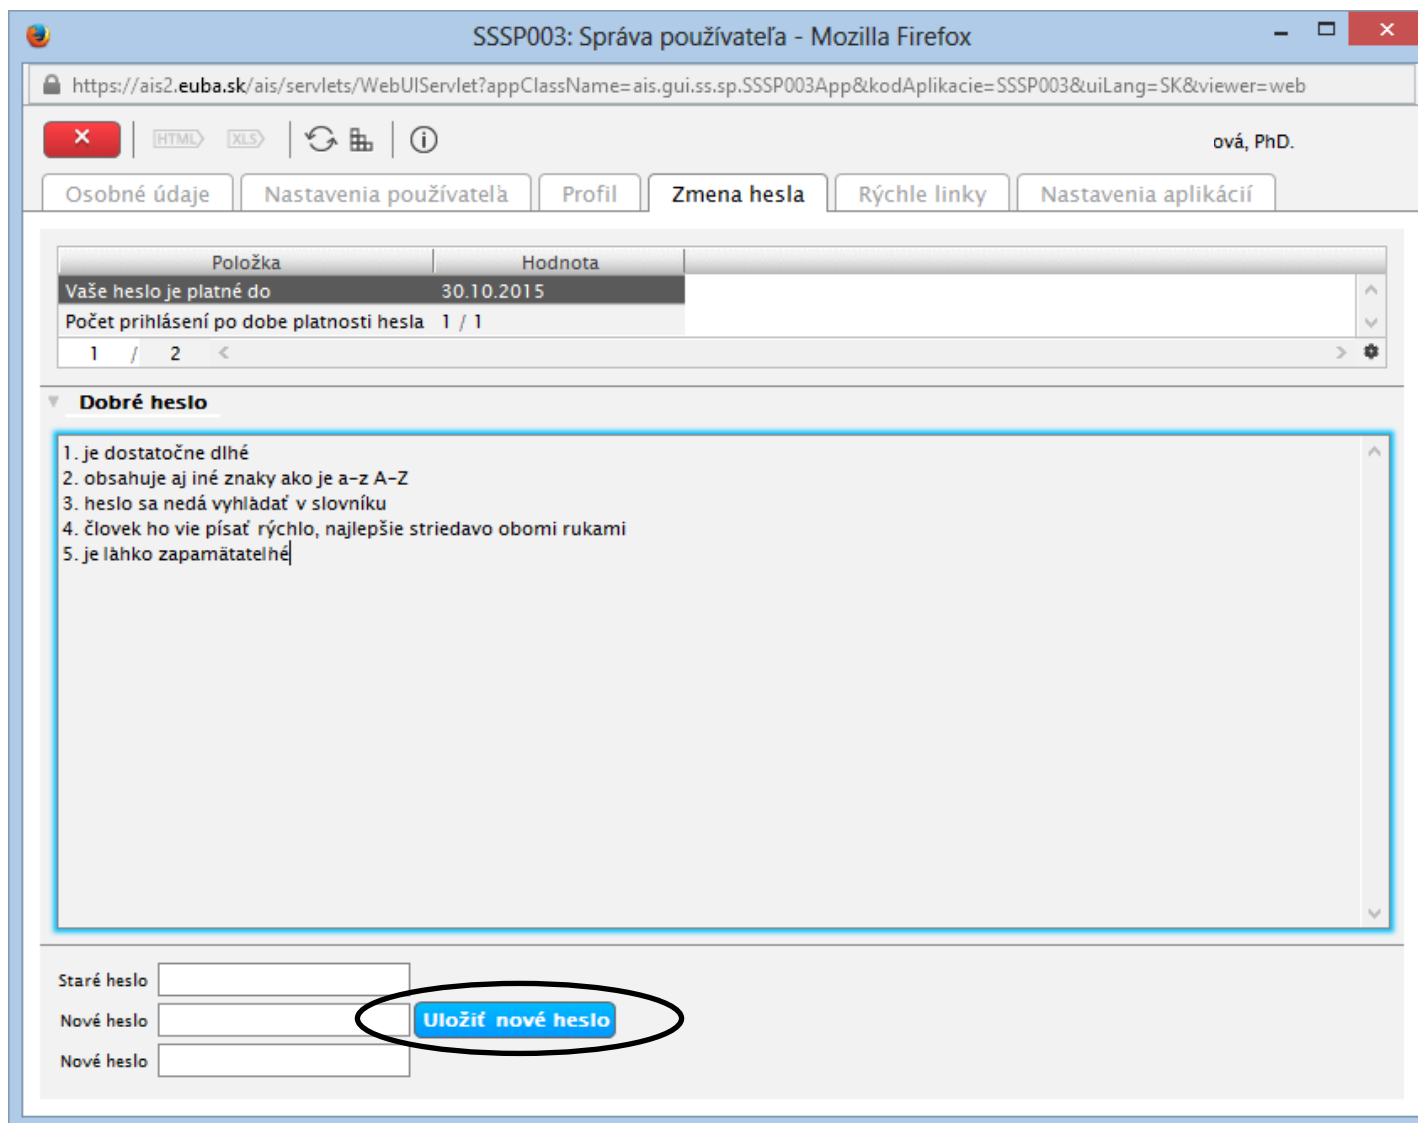 SSSP003: Správa používateľa - Mozilla Firefox
https://ais2.euba.sk/ais/servlets/WebUIServlet?appClassName=ais.gui.ss.sp.SSSP003App&kodAplikacie=SSSP003&uiLang=SK&viewer=web
HTML XLS ová, PhD.
Osobné údaje Nastavenia používateľa Profil Zmena hesla Rýchle linky Nastavenia aplikácií
Položka Hodnota
Vaše heslo je platné do 30.10.2015
Počet prihlásení po dobe platnosti hesla 1 / 1
1 / 2
Dobré heslo
1. je dostatočne dlhé
2. obsahuje aj iné znaky ako je a-z A-Z
3. heslo sa nedá vyhľadať v slovníku
4. človek ho vie písať rýchlo, najlepšie striedavo obomi rukami
5. je ľahko zapamätateľné
Staré heslo
Nové heslo Uložiť nové heslo
Nové heslo